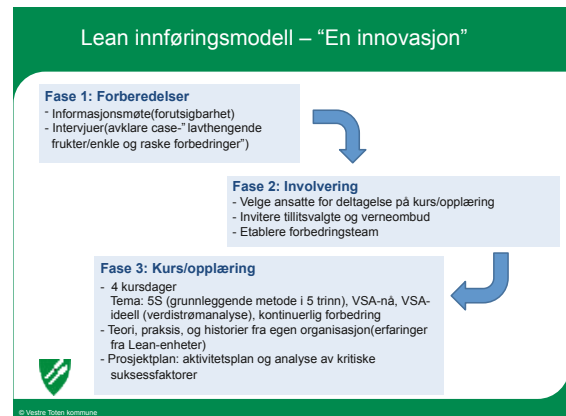 Lean innføringsmodell – “En innovasjon”
Fase 1: Forberedelser
- Informasjonsmøte(forutsigbarhet)
- Intervjuer(avklare case-” lavthengende
frukter/enkle og raske forbedringer”)
Fase 2: Involvering
- Velge ansatte for deltagelse på kurs/opplæring
- Invitere tillitsvalgte og verneombud
- Etablere forbedringsteam
Fase 3: Kurs/opplæring
- 4 kursdager
Tema: 5S (grunnleggende metode i 5 trinn), VSA-nå, VSA-
ideell (verdistrømanalyse), kontinuerlig forbedring
- Teori, praksis, og historier fra egen organisasjon(erfaringer
fra Lean-enheter)
- Prosjektplan: aktivitetsplan og analyse av kritiske
suksessfaktorer
© Vestre Toten kommune